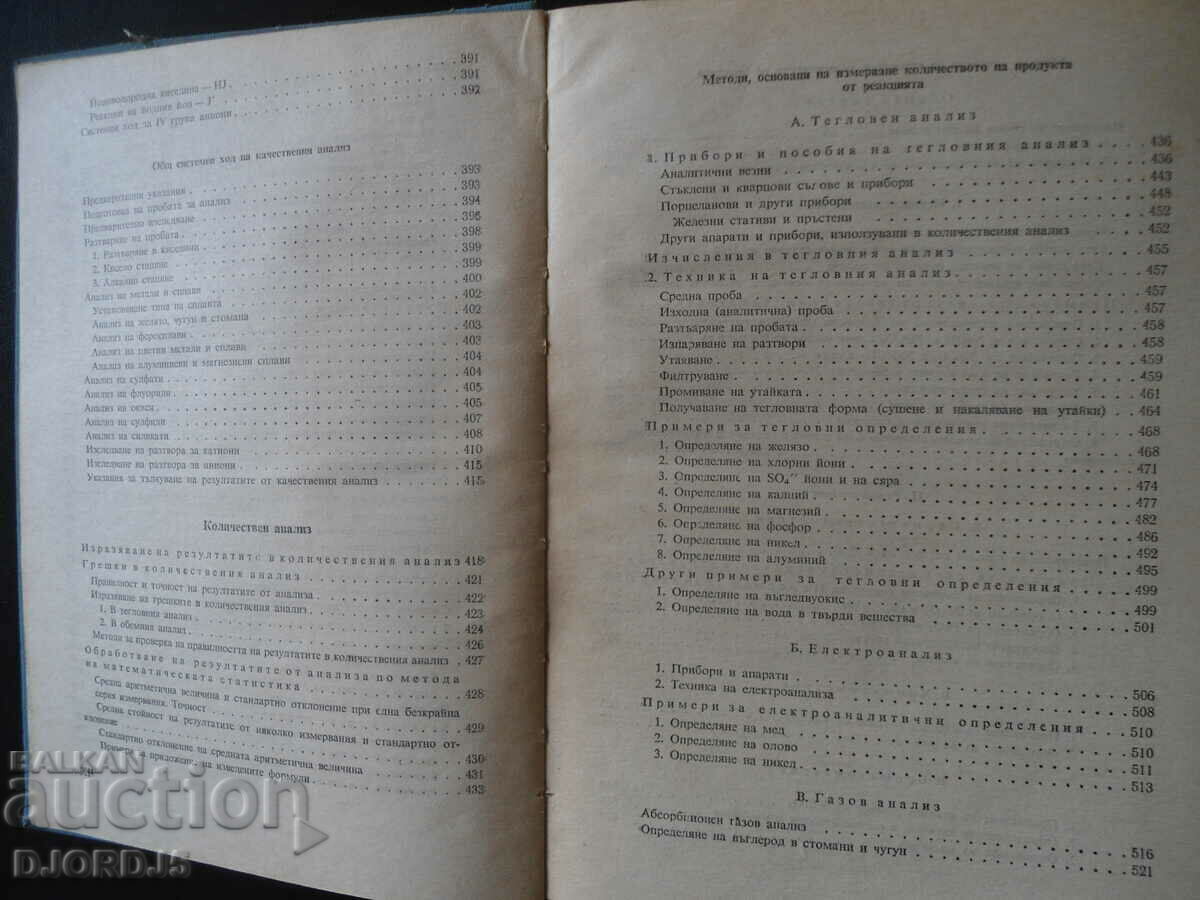 Йодоводородна киселина — HJ . . . 391
Реакции на йодния йон — J' . . . 391
Системен ход за IV група аниони . . . 392
Общ системен ход на качествения анализ
Предварителни указания . . . 393
Подготовка на пробата за анализ . . . 393
Предварително изследване . . . 394
Разтваряне на пробата . . . 396
1. Разтваряне в киселини . . . 398
2. Кисело стапяне . . . 399
3. Алкално стапяне . . . 399
Анализ на метали и сплави . . . 400
Установяване типа на сплавта . . . 402
Анализ на желязо, чугун и стомана . . . 402
Анализ на феросплави . . . 403
Анализ на цветни метали и сплави . . . 403
Анализ на алуминиеви и магнезиеви сплави . . . 404
Анализ на сулфати . . . 404
Анализ на флуориди . . . 405
Анализ на окиси . . . 405
Анализ на сулфиди . . . 407
Анализ на силикати . . . 408
Изследване на разтвора за катиони . . . 410
Изследване на разтвора за аниони . . . 415
Указания за тълкуване на резултатите от качествения анализ . . . 415
Количествен анализ
Изразяване на резултатите в количествения анализ 418
Грешки в количествения анализ . . . 421
Правилност и точност на резултатите от анализа . . . 422
Изразяване на грешките в количествения анализ . . . 423
1. В тегловния анализ . . . 424
2. В обемния анализ . . . 426
Методи за проверка на правилността на резултатите в количествения анализ . 427
Обработване на резултатите от анализа по метода
на математическата статистика . . . 428
Средна аритметична величина и стандартно отклонение при една безкрайна
серия измервания. Точност . . . 429
Средна стойност на резултатите от няколко измервания и стандартно от-
клонение . . . 430
Стандартно отклонение на средната аритметична величина . . . 431
Примери за приложение на изведените формули . . . 433
Методи, основани на измерване количеството на продукта
от реакцията
А. Тегловен анализ
1. Прибори и пособия на тегловния анализ . . . 436
Аналитични везни . . . 436
Стъклени и кварцови съдове и прибори . . . 443
Порцеланови и други прибори . . . 448
Железни стативи и пръстени . . . 452
Други апарати и прибори, използувани в количествения анализ . . . 452
Изчисления в тегловния анализ . . . 455
2. Техника на тегловния анализ . . . 457
Средна проба . . . 457
Изходна (аналитична) проба . . . 457
Разтваряне на пробата . . . 458
Изпаряване на разтвори . . . 458
Утаяване . . . 459
Филтруване . . . 459
Промиване на утайката . . . 461
Получаване на тегловната форма (сушене и накаляване на утайки) . . 464
Примери за тегловни определения . . . 468
1. Определяне на желязо . . . 468
2. Определяне на хлорни йони . . . 471
3. Определяне на SO₄'' йони и на сяра . . . 474
4. Определяне на калций . . . 477
5. Определяне на магнезий . . . 482
6. Определяне на фосфор . . . 486
7. Определяне на никел . . . 492
8. Определяне на алуминий . . . 495
Други примери за тегловни определения . . . 499
1. Определяне на въгледвуокис . . . 499
2. Определяне на вода в твърди вещества . . . 501
Б. Електроанализ
1. Прибори и апарати . . . 506
2. Техника на електроанализа . . . 508
Примери за електроаналитични определения . . . 510
1. Определяне на мед . . . 510
2. Определяне на олово . . . 511
3. Определяне на никел . . . 513
В. Газов анализ
Абсорбционен газов анализ . . . 516
Определяне на въглерод в стомани и чугун . . . 521
BALKAN
auction
DJORDJ5